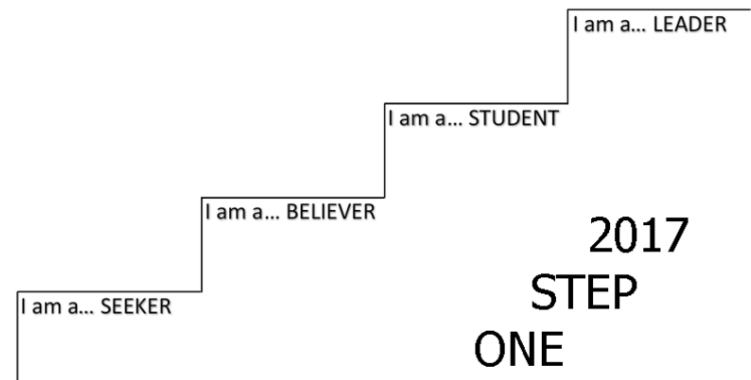 I am a... LEADER
I am a... STUDENT
I am a... BELIEVER
I am a... SEEKER
2017
STEP
ONE